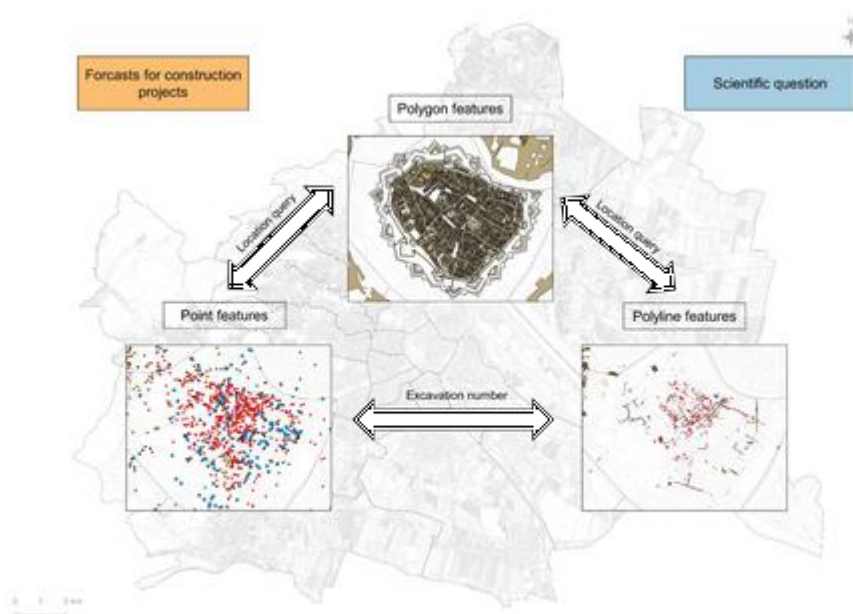 Forcasts for construction
projects
Scientific question
Polygon features
Location query
Location query
Point features
Polyline features
Excavation number